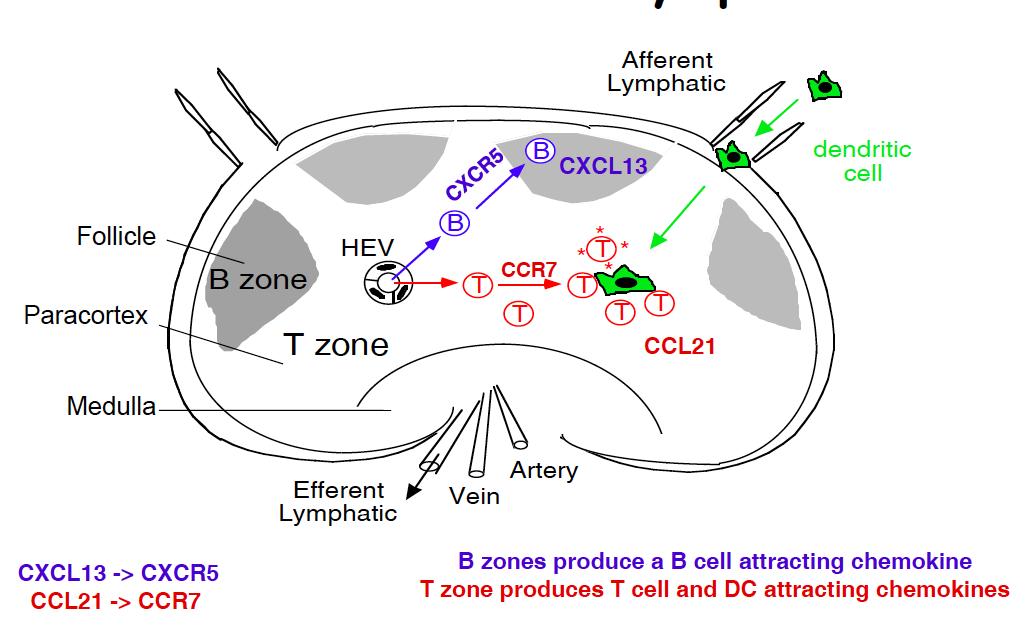 Afferent
Lymphatic
dendritic
cell
CXCR5
B
CXCL13
B
Follicle
HEV
B zone
T
* * * *
CCR7
T
T
T
T
T
Paracortex
T zone
CCL21
Medulla
Artery
Efferent
Lymphatic
Vein
CXCL13 -> CXCR5
CCL21 -> CCR7
B zones produce a B cell attracting chemokine
T zone produces T cell and DC attracting chemokines